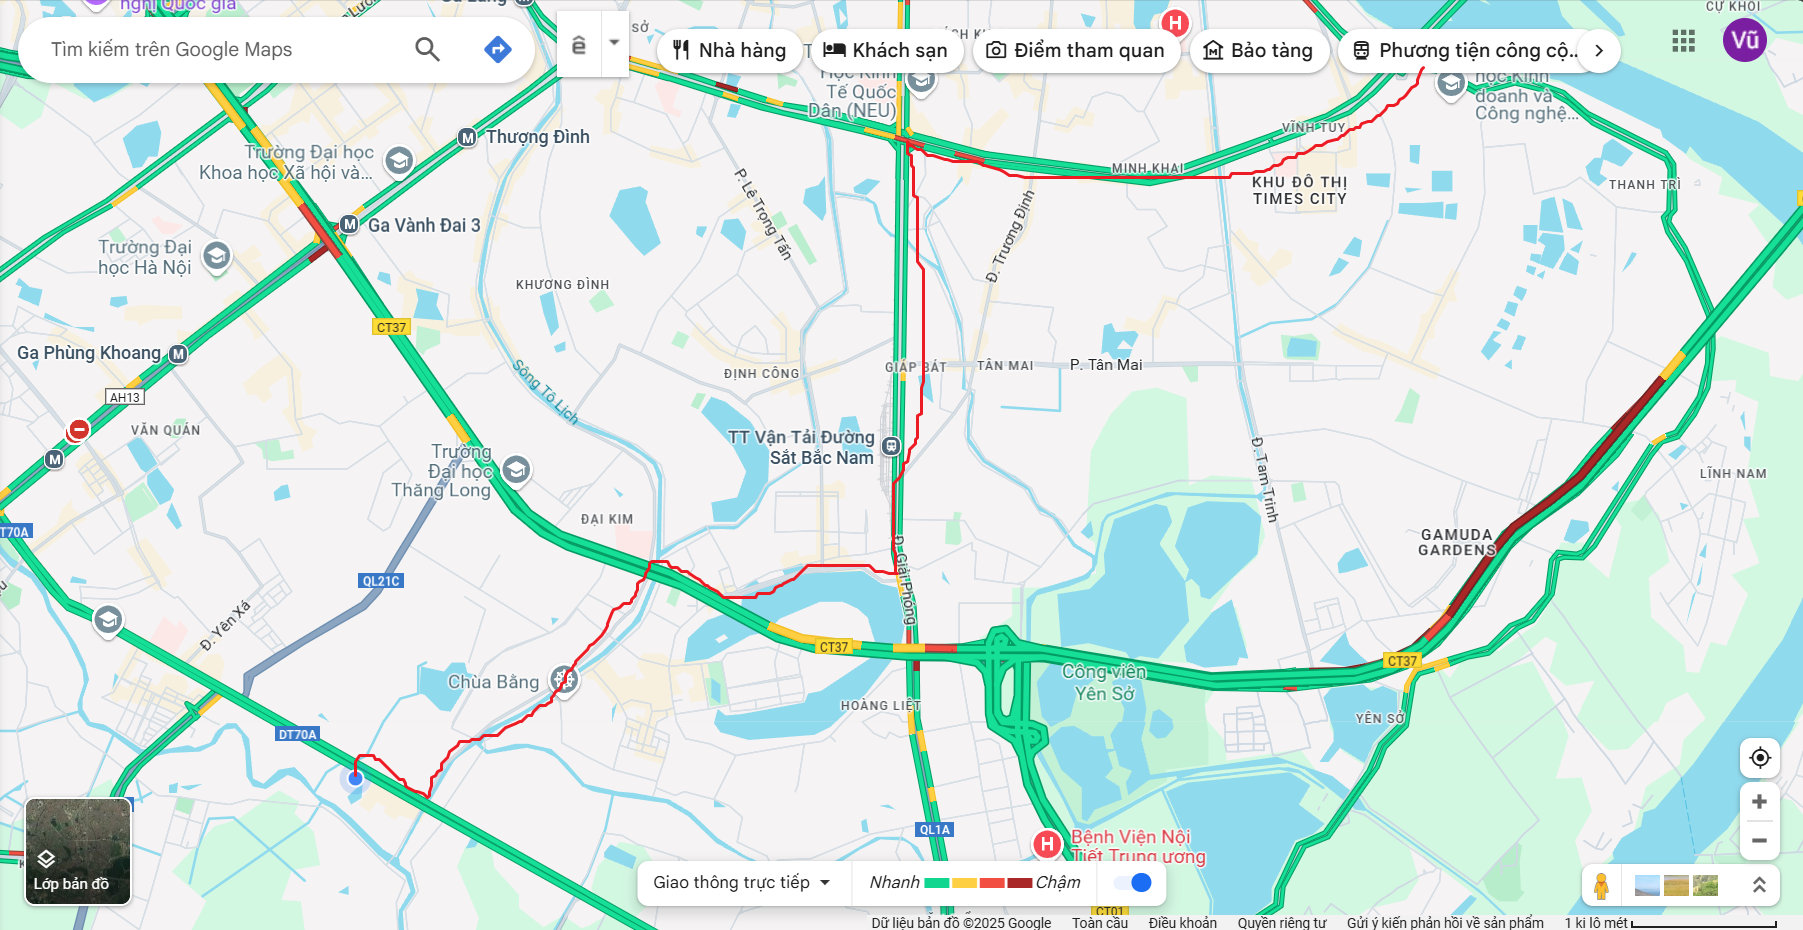 nghị Quốc gia
Tìm kiếm trên Google Maps
ê
Nhà hàng
Khách sạn
Điểm tham quan
Bảo tàng
Phương tiện công cộ...
Vũ
H
CỰ KHỐI
Học Kinh
Tế Quốc
Dân (NEU)
học Kinh
doanh và
Công nghệ...
VĨNH TUY
MINH KHAI
THANH TRÌ
KHU ĐÔ THỊ
TIMES CITY
M
Thượng Đình
Trường Đại học
Khoa học Xã hội và...
P. Lê Trọng Tấn
Đ. Trương Định
M
Ga Vành Đai 3
Trường Đại
học Hà Nội
KHƯƠNG ĐÌNH
CT37
Ga Phùng Khoang
M
AH13
Sông Tô Lịch
ĐỊNH CÔNG
GIÁP BÁT
TÂN MAI
P. Tân Mai
VĂN QUÁN
M
Trường
Đại học
Thăng Long
TT Vận Tải Đường
Sắt Bắc Nam
Đ. Tam Trinh
LĨNH NAM
ĐẠI KIM
T70A
GAMUDA
GARDENS
QL21C
Đ. Giải Phóng
Đ. Yên Xá
CT37
CT37
Chùa Bằng
Công viên
Yên Sở
HOÀNG LIỆT
YÊN SỞ
DT70A
QL1A
H
Bệnh Viện Nội
Tiết Trung ương
Lớp bản đồ
Giao thông trực tiếp
Nhanh
Chậm
CT01
Dữ liệu bản đồ ©2025 Google
Toàn cầu
Điều khoản
Quyền riêng tư
Gửi ý kiến phản hồi về sản phẩm
1 ki lô mét